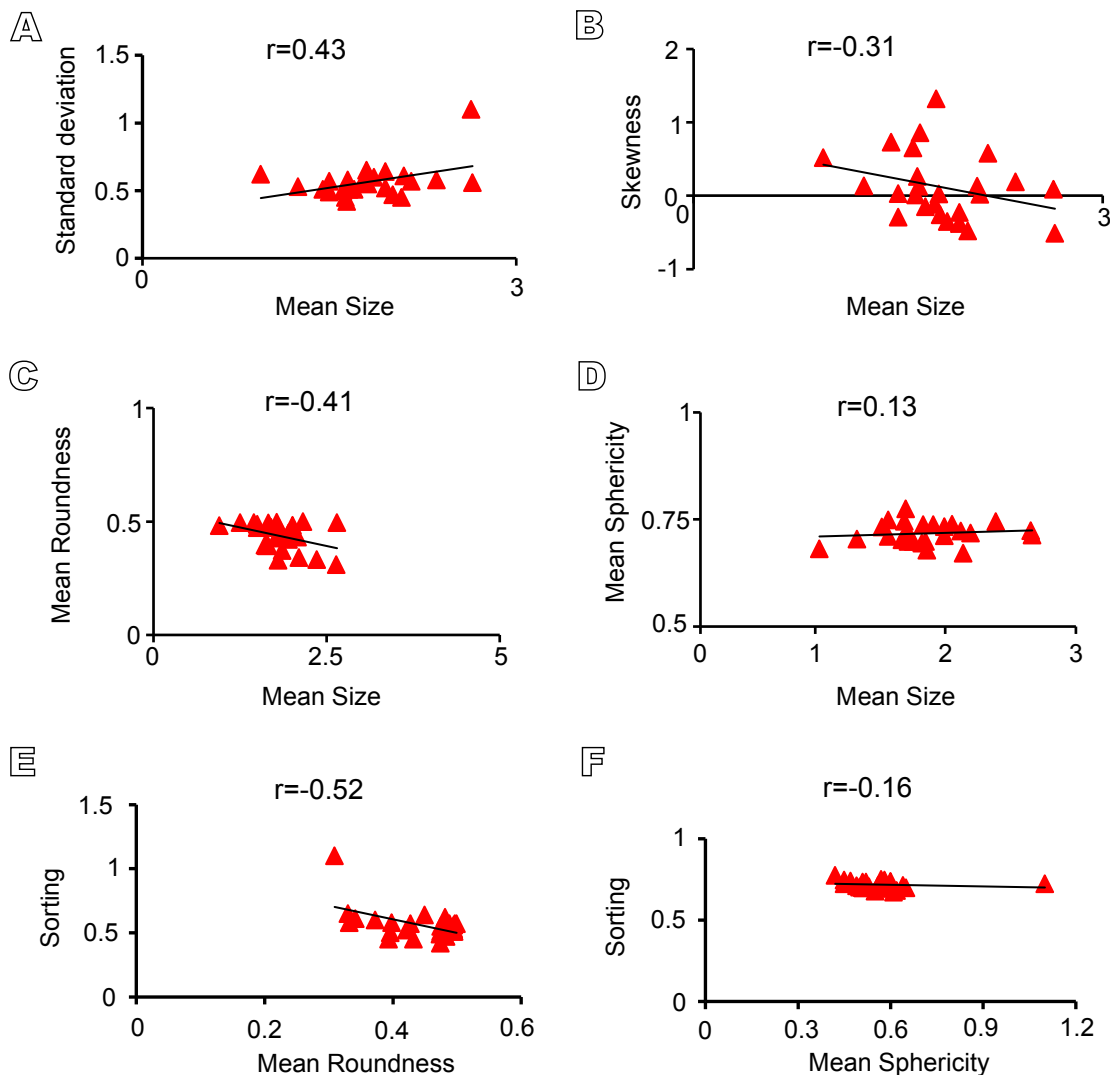 A
r=0.43
Standard deviation
1.5
1
0.5
0
0
3
Mean Size
B
r=-0.31
Skewness
2
1
0
-1
0
3
Mean Size
C
r=-0.41
Mean Roundness
1
0.5
0
0
2.5
5
Mean Size
D
r=0.13
Mean Sphericity
1
0.75
0.5
0
1
2
3
Mean Size
E
r=-0.52
Sorting
1.5
1
0.5
0
0
0.2
0.4
0.6
Mean Roundness
F
r=-0.16
Sorting
1
0.5
0
0
0.3
0.6
0.9
1.2
Mean Sphericity